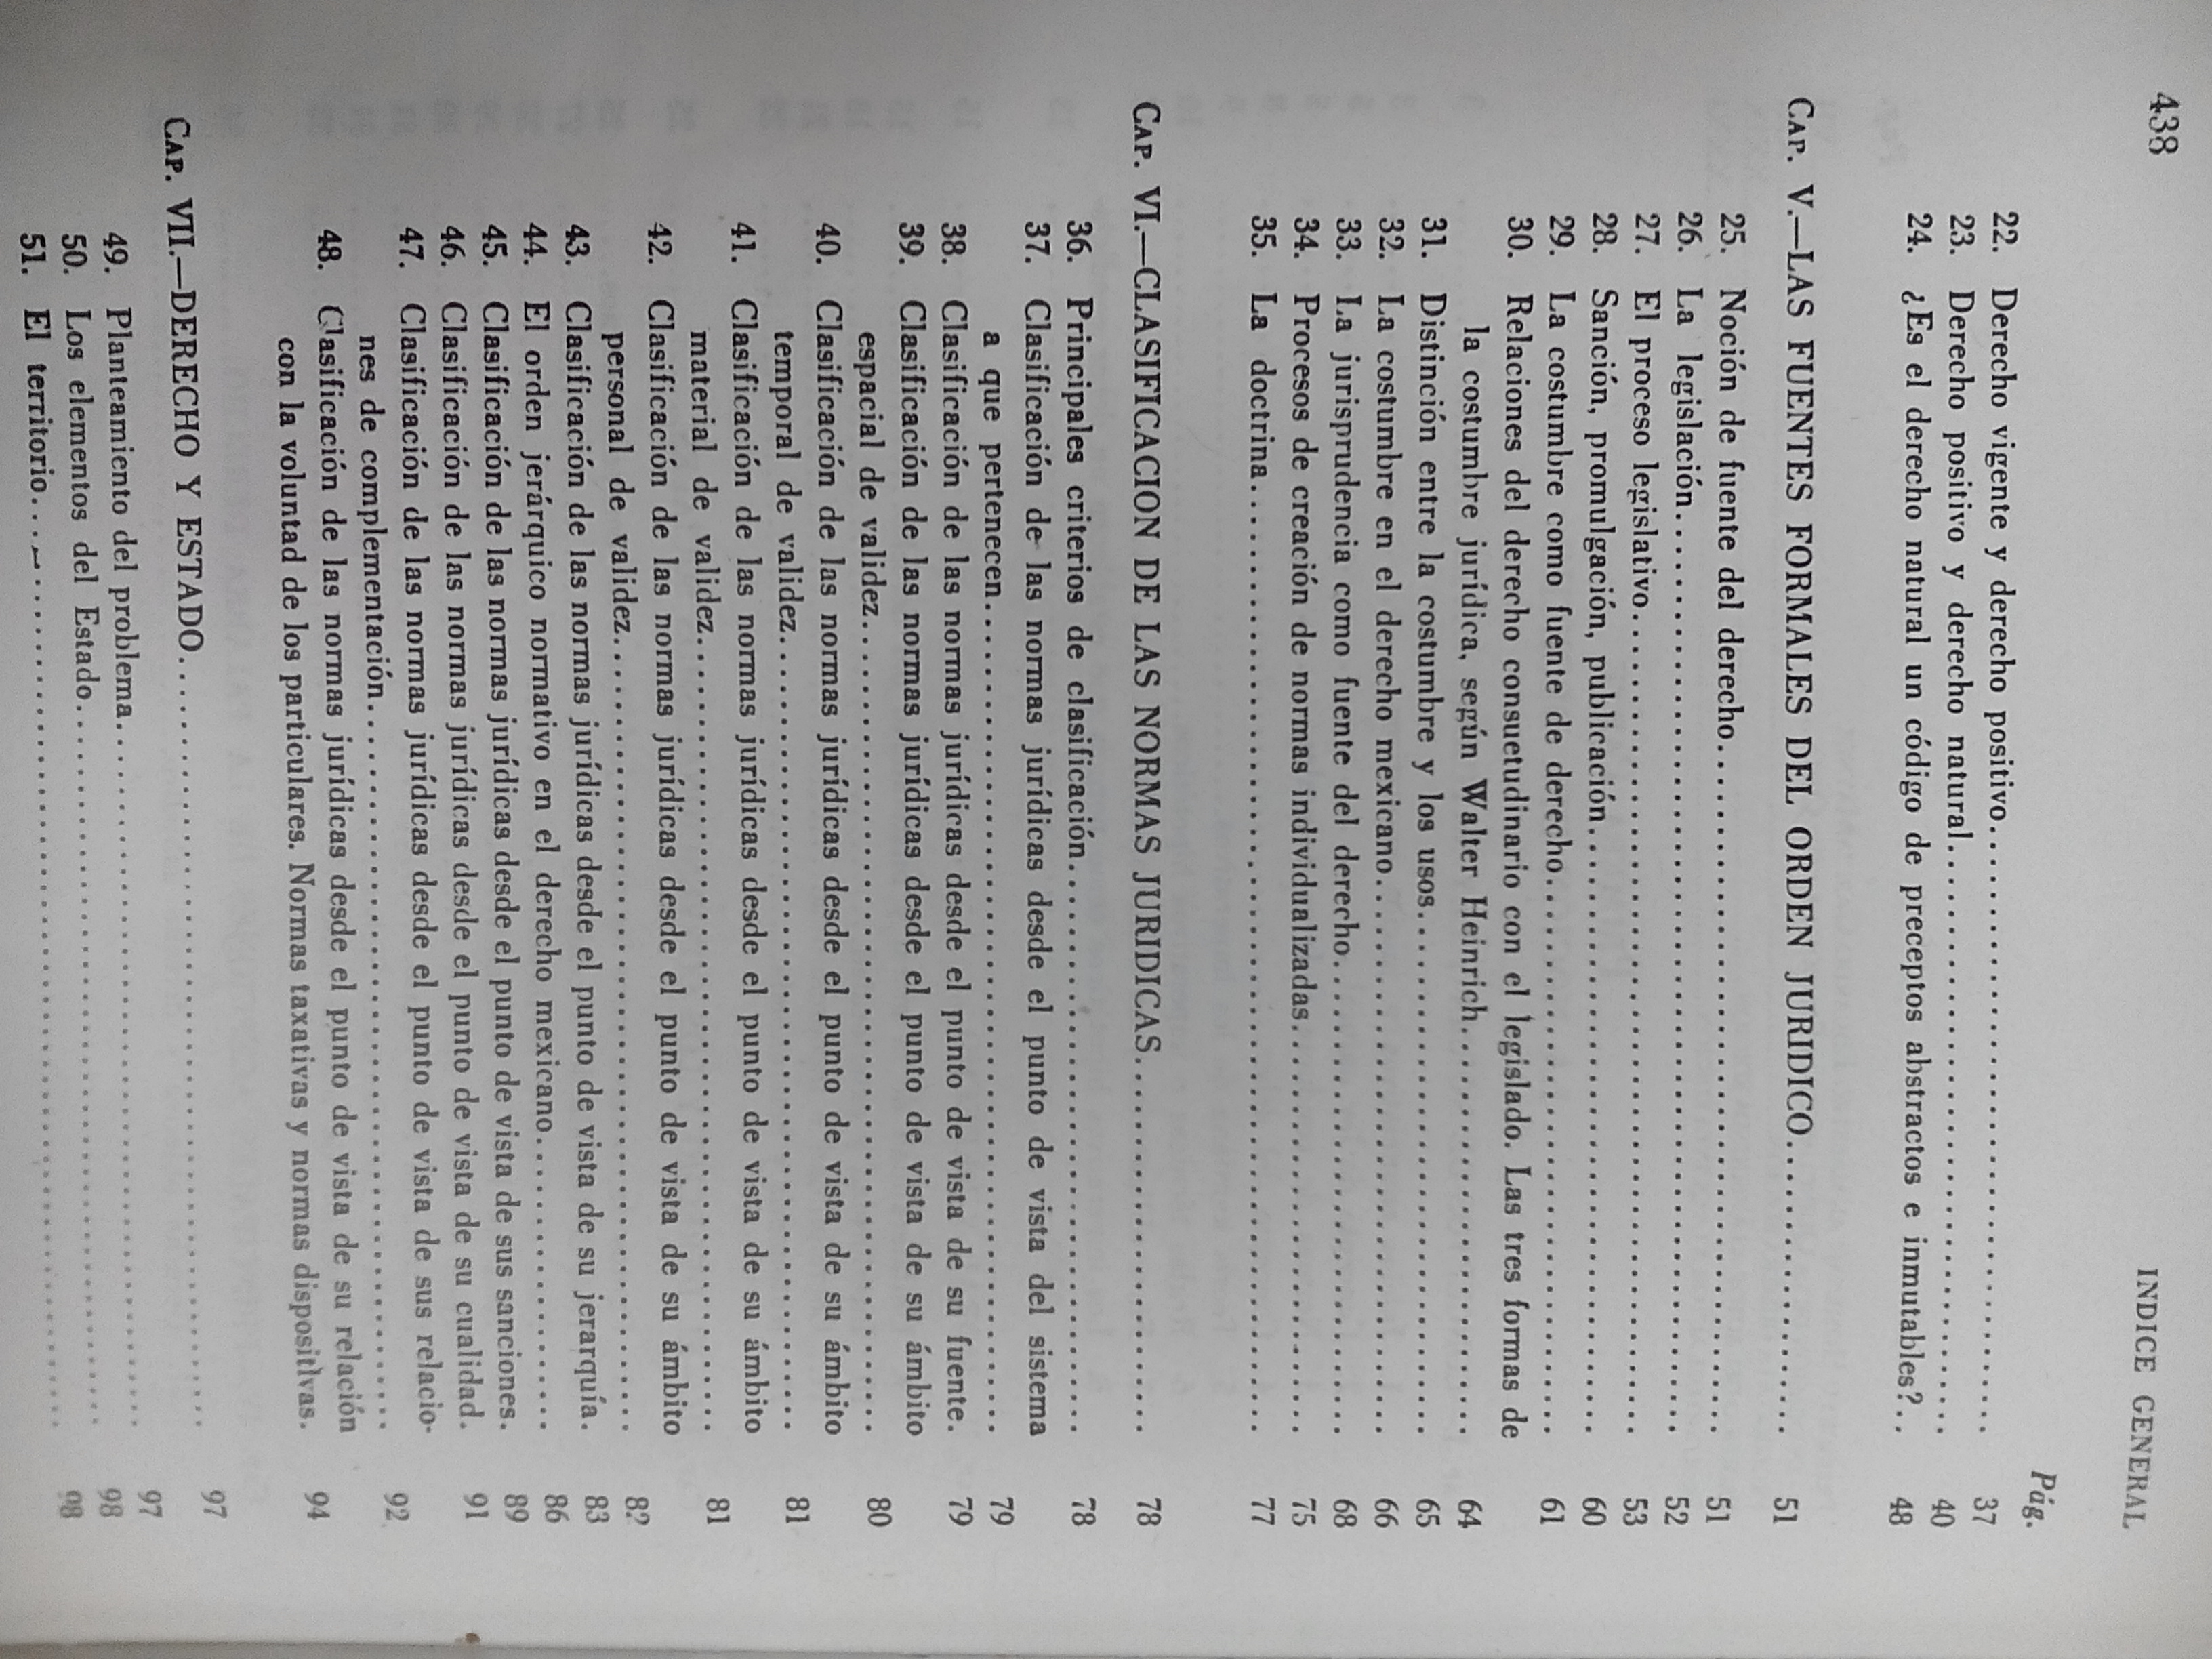 438
INDICE GENERAL
Pág.
22. Derecho vigente y derecho positivo........................................ 37
23. Derecho positivo y derecho natural........................................ 40
24. ¿Es el derecho natural un código de preceptos abstractos e inmutables?.. 48
CAP. V.—LAS FUENTES FORMALES DEL ORDEN JURIDICO................... 51
25. Noción de fuente del derecho............................................. 51
26. La legislación............................................................ 52
27. El proceso legislativo.................................................... 53
28. Sanción, promulgación, publicación....................................... 60
29. La costumbre como fuente de derecho.................................... 61
30. Relaciones del derecho consuetudinario con el legislado. Las tres formas de
la costumbre jurídica, según Walter Heinrich.......................... 64
31. Distinción entre la costumbre y los usos................................. 65
32. La costumbre en el derecho mexicano................................... 66
33. La jurisprudencia como fuente del derecho.............................. 68
34. Procesos de creación de normas individualizadas.......................... 75
35. La doctrina............................................................... 77
CAP. VI.—CLASIFICACION DE LAS NORMAS JURIDICAS........................ 78
36. Principales criterios de clasificación.................................... 78
37. Clasificación de las normas jurídicas desde el punto de vista del sistema
a que pertenecen..................................................... 79
38. Clasificación de las normas jurídicas desde el punto de vista de su fuente. 79
39. Clasificación de las normas jurídicas desde el punto de vista de su ámbito
espacial de validez.................................................... 80
40. Clasificación de las normas jurídicas desde el punto de vista de su ámbito
temporal de validez................................................... 81
41. Clasificación de las normas jurídicas desde el punto de vista de su ámbito
material de validez................................................... 81
42. Clasificación de las normas jurídicas desde el punto de vista de su ámbito
personal de validez................................................... 82
43. Clasificación de las normas jurídicas desde el punto de vista de su jerarquía. 83
44. El orden jerárquico normativo en el derecho mexicano................... 86
45. Clasificación de las normas jurídicas desde el punto de vista de sus sanciones. 89
46. Clasificación de las normas jurídicas desde el punto de vista de su cualidad. 91
47. Clasificación de las normas jurídicas desde el punto de vista de sus relacio-
nes de complementación.............................................. 92
48. Clasificación de las normas jurídicas desde el punto de vista de su relación
con la voluntad de los particulares. Normas taxativas y normas dispositivas. 94
CAP. VII.—DERECHO Y ESTADO................................................ 97
49. Planteamiento del problema............................................. 97
50. Los elementos del Estado............................................... 98
51. El territorio............................................................. 98